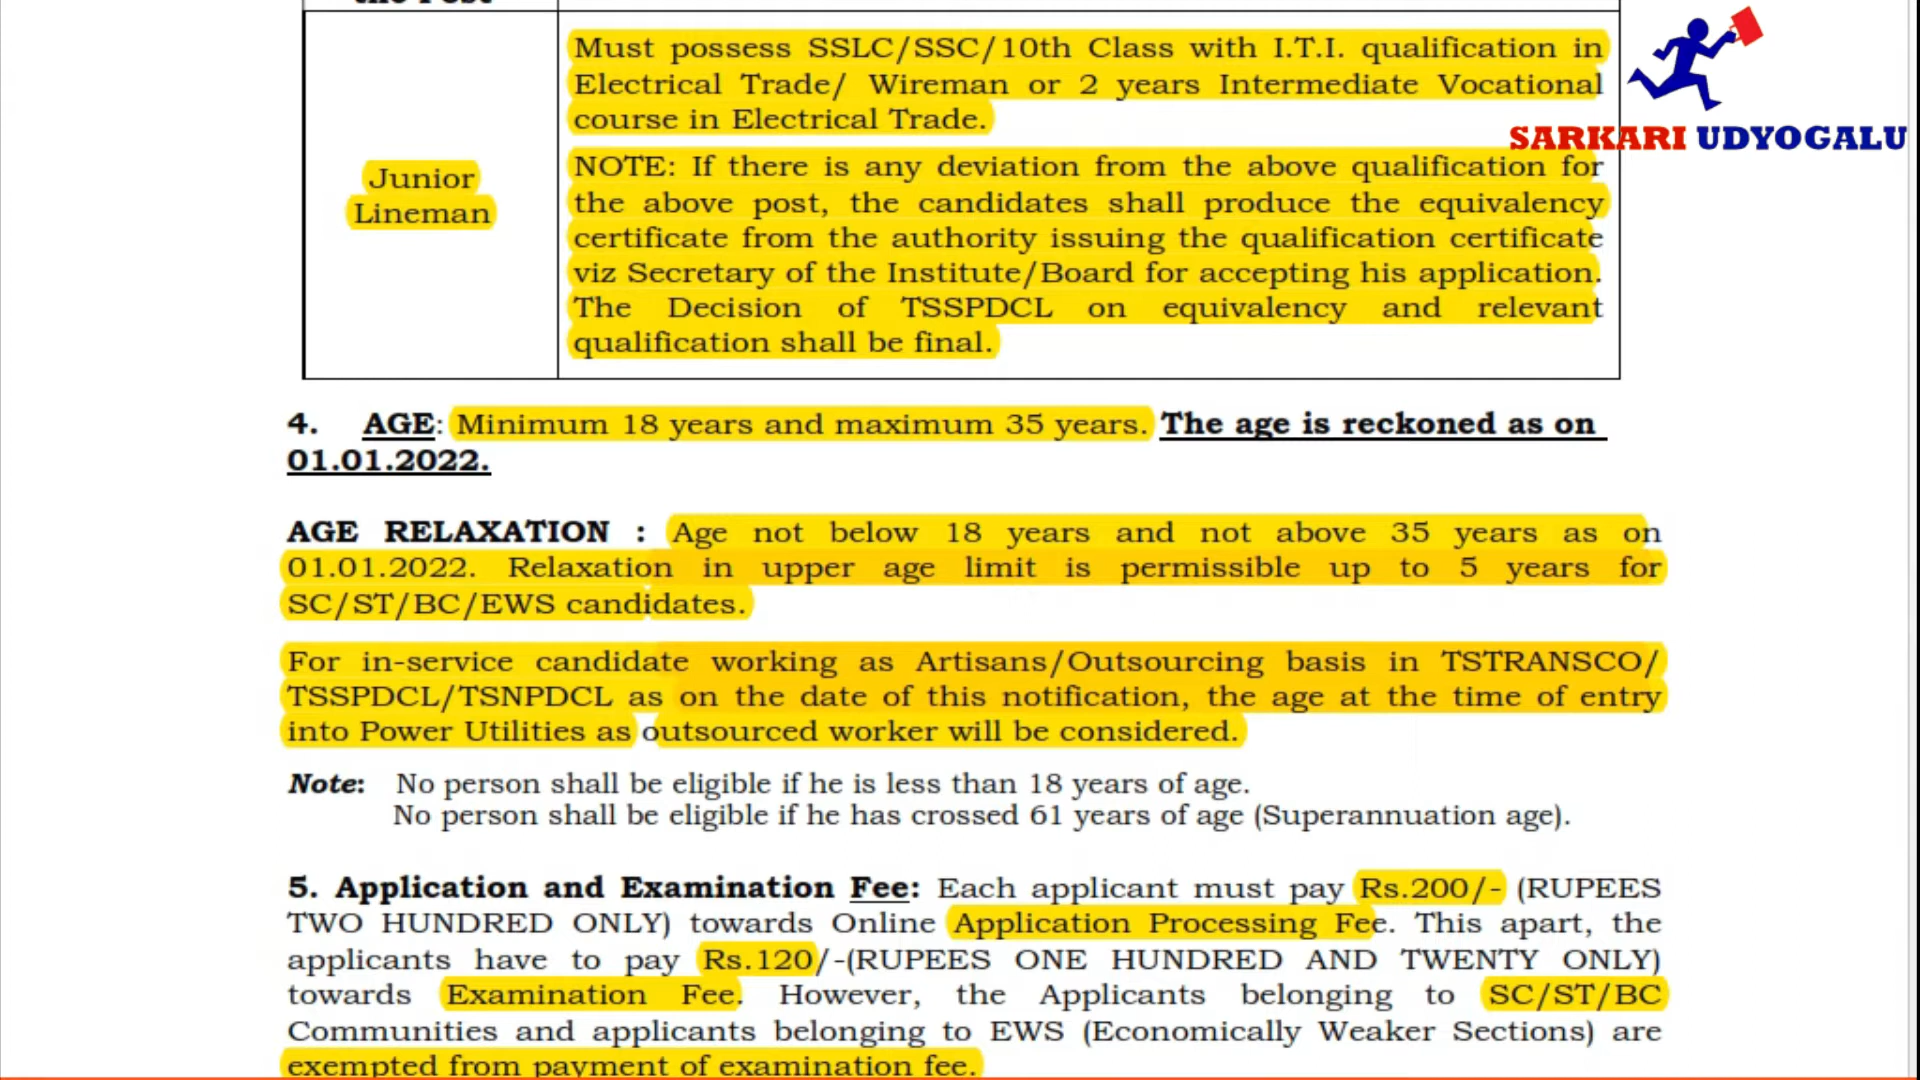 the Post
Must possess SSLC/SSC/10th Class with I.T.I. qualification in
Electrical Trade/ Wireman or 2 years Intermediate Vocational
course in Electrical Trade.
SARKARI UDYOGALU
Junior
Lineman
NOTE: If there is any deviation from the above qualification for
the above post, the candidates shall produce the equivalency
certificate from the authority issuing the qualification certificate
viz Secretary of the Institute/Board for accepting his application.
The Decision of TSSPDCL on equivalency and relevant
qualification shall be final.
4. AGE: Minimum 18 years and maximum 35 years. The age is reckoned as on
01.01.2022.
AGE RELAXATION : Age not below 18 years and not above 35 years as on
01.01.2022. Relaxation in upper age limit is permissible up to 5 years for
SC/ST/BC/EWS candidates.
For in-service candidate working as Artisans/Outsourcing basis in TSTRANSCO/
TSSPDCL/TSNPDCL as on the date of this notification, the age at the time of entry
into Power Utilities as outsourced worker will be considered.
Note: No person shall be eligible if he is less than 18 years of age.
No person shall be eligible if he has crossed 61 years of age (Superannuation age).
5. Application and Examination Fee: Each applicant must pay Rs.200/- (RUPEES
TWO HUNDRED ONLY) towards Online Application Processing Fee. This apart, the
applicants have to pay Rs.120/-(RUPEES ONE HUNDRED AND TWENTY ONLY)
towards Examination Fee. However, the Applicants belonging to SC/ST/BC
Communities and applicants belonging to EWS (Economically Weaker Sections) are
exempted from payment of examination fee.